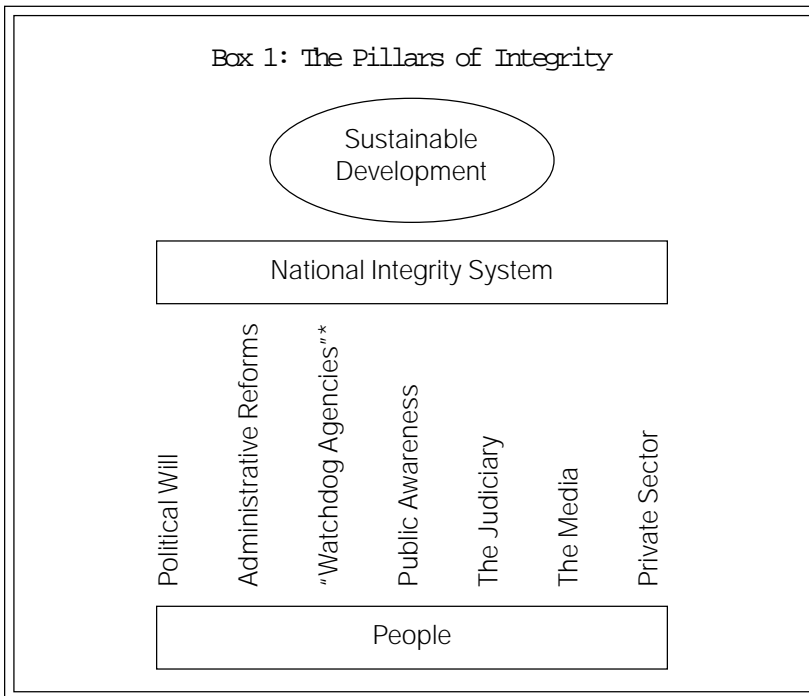 Box 1: The Pillars of Integrity
Sustainable
Development
National Integrity System
Political Will
Administrative Reforms
"Watchdog Agencies"*
Public Awareness
The Judiciary
The Media
Private Sector
People